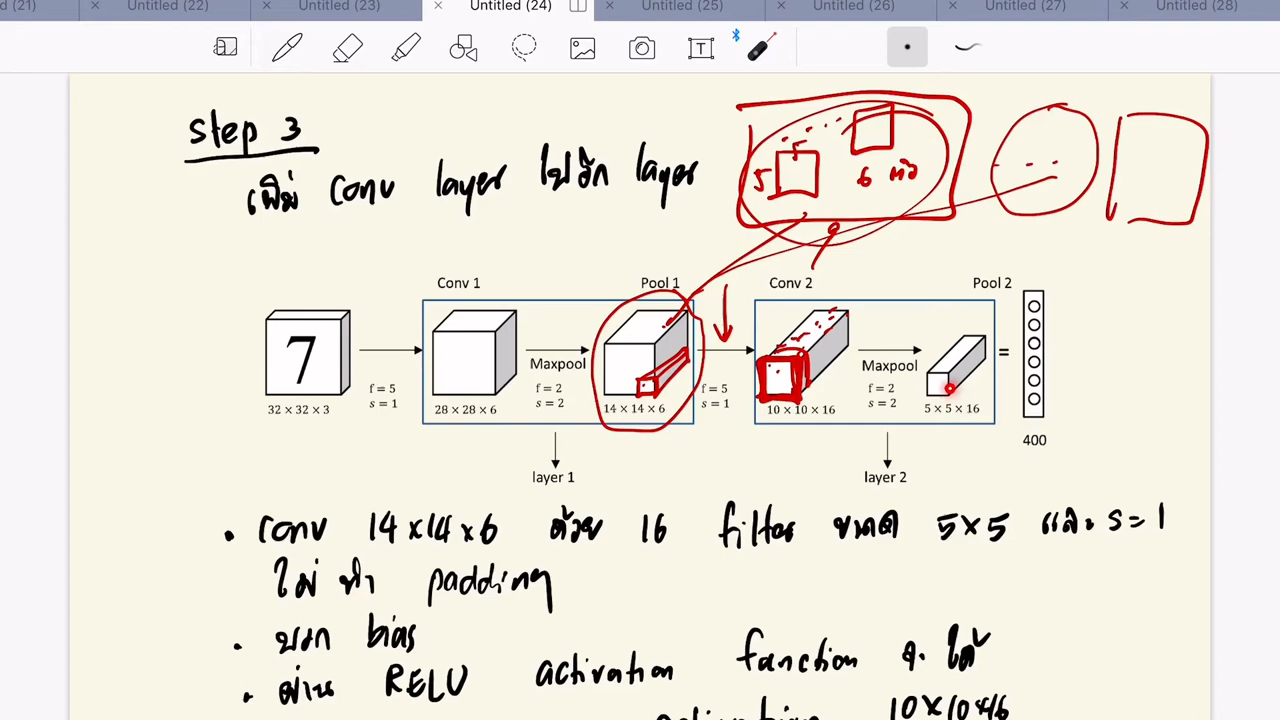 (21)
Untitled (22)
Untitled (23)
Untitled (24)
Untitled (25)
Untitled (26)
Untitled (27)
Untitled (28)
step 3
เพิ่ม conv layer ไปอีก layer
5
5
6 ตัว
Conv 1
Pool 1
Conv 2
Pool 2
7
Maxpool
Maxpool
=
f = 5
s = 1
f = 2
s = 2
f = 5
s = 1
f = 2
s = 2
32 × 32 × 3
28 × 28 × 6
14 × 14 × 6
10 × 10 × 16
5 × 5 × 16
400
layer 1
layer 2
• conv 14×14×6 ด้วย 16 filter ขนาด 5×5 และ s = 1
ไม่ทำ padding
• บวก bias
• ผ่าน RELU activation function จะได้
activation 10×10×16